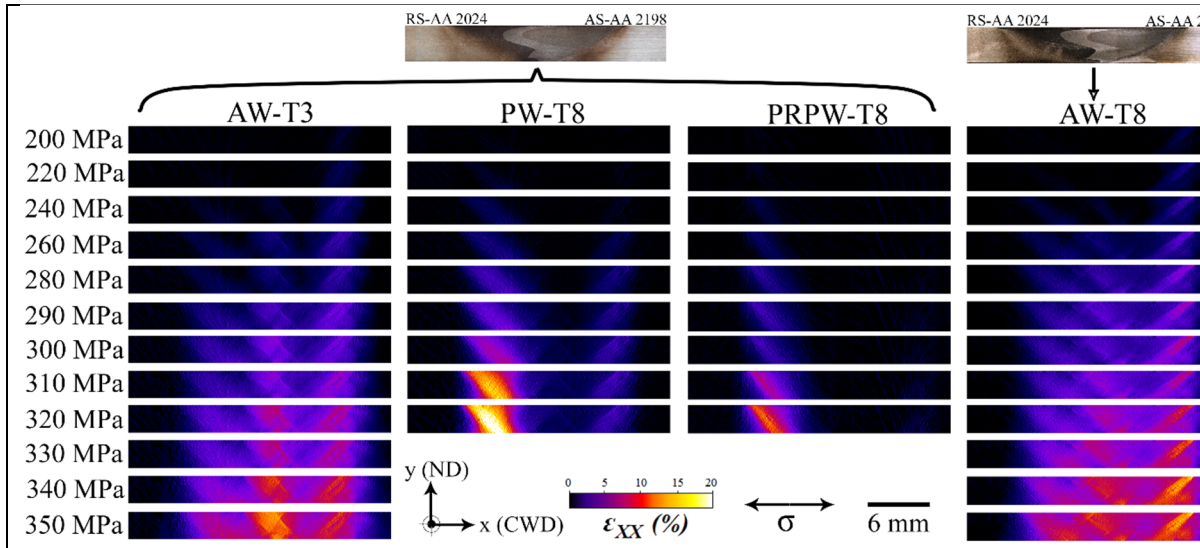 RS-AA 2024 AS-AA 2198 RS-AA 2024 AS-AA 2
AW-T3 PW-T8 PRPW-T8 AW-T8
200 MPa
220 MPa
240 MPa
260 MPa
280 MPa
290 MPa
300 MPa
310 MPa
320 MPa
330 MPa
340 MPa
350 MPa
y (ND)
x (CWD)
0 5 10 15 20
εXX (%)
σ
6 mm